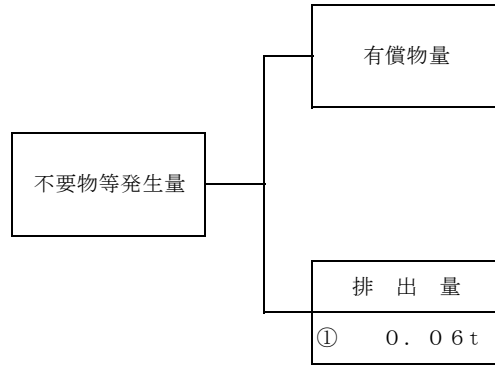 有償物量
不要物等発生量
排　出　量
①　０．０６ｔ